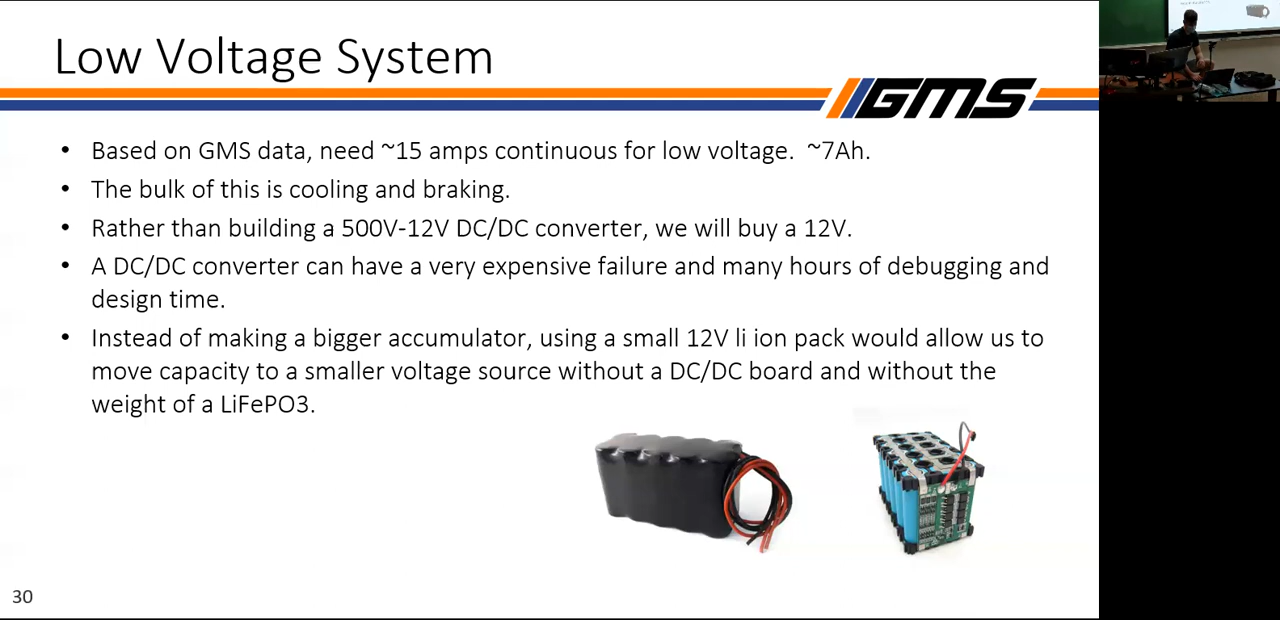 Low Voltage System
GMS
• Based on GMS data, need ~15 amps continuous for low voltage.  ~7Ah.
• The bulk of this is cooling and braking.
• Rather than building a 500V-12V DC/DC converter, we will buy a 12V.
• A DC/DC converter can have a very expensive failure and many hours of debugging and
design time.
• Instead of making a bigger accumulator, using a small 12V li ion pack would allow us to
move capacity to a smaller voltage source without a DC/DC board and without the
weight of a LiFePO3.
30